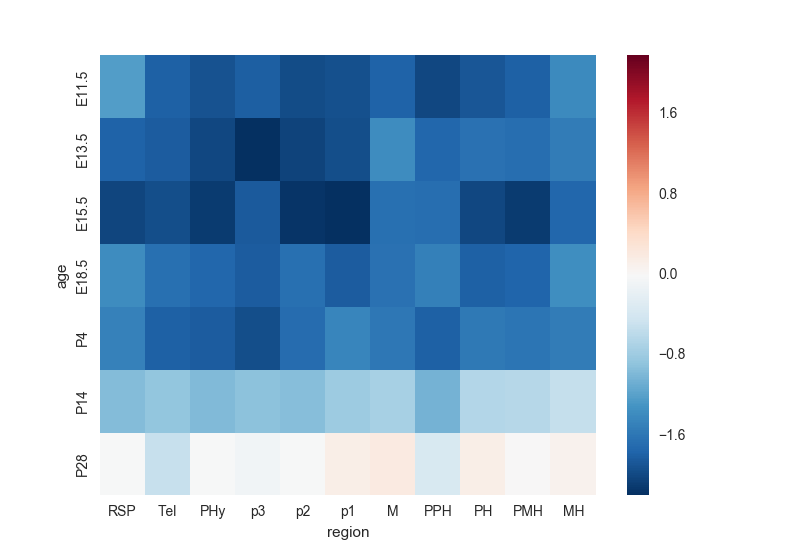 E11.5
E13.5
E15.5
E18.5
P4
P14
P28
age
RSP Tel PHy p3 p2 p1 M PPH PH PMH MH
region
1.6
0.8
0.0
−0.8
−1.6